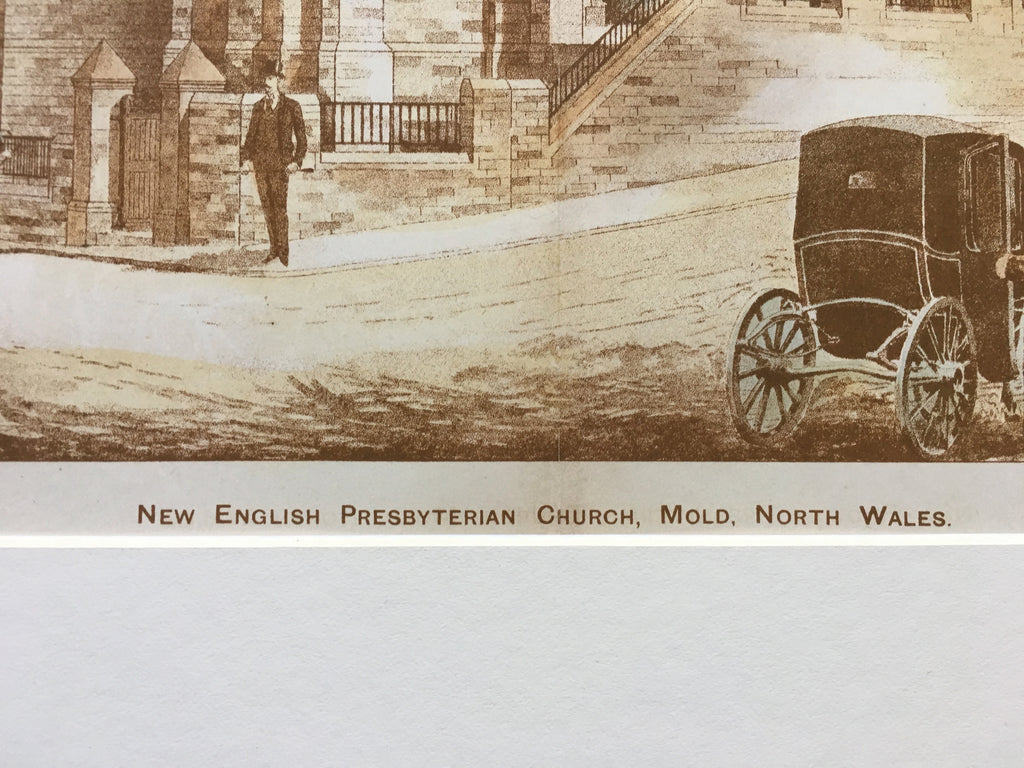 New English Presbyterian Church, Mold, North Wales.